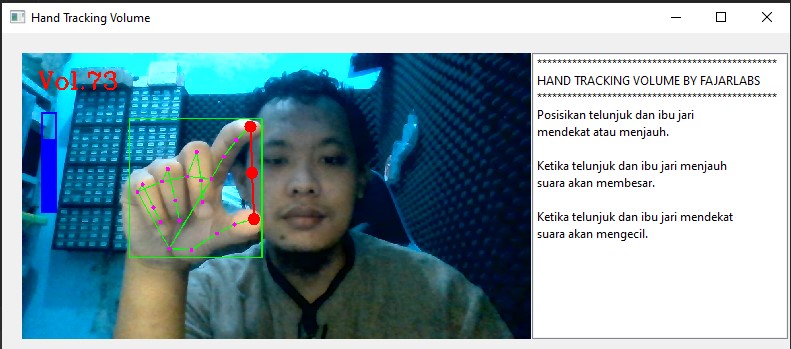 Hand Tracking Volume
Vol.73
************************************************
HAND TRACKING VOLUME BY FAJARLABS
************************************************
Posisikan telunjuk dan ibu jari
mendekat atau menjauh.
Ketika telunjuk dan ibu jari menjauh
suara akan membesar.
Ketika telunjuk dan ibu jari mendekat
suara akan mengecil.